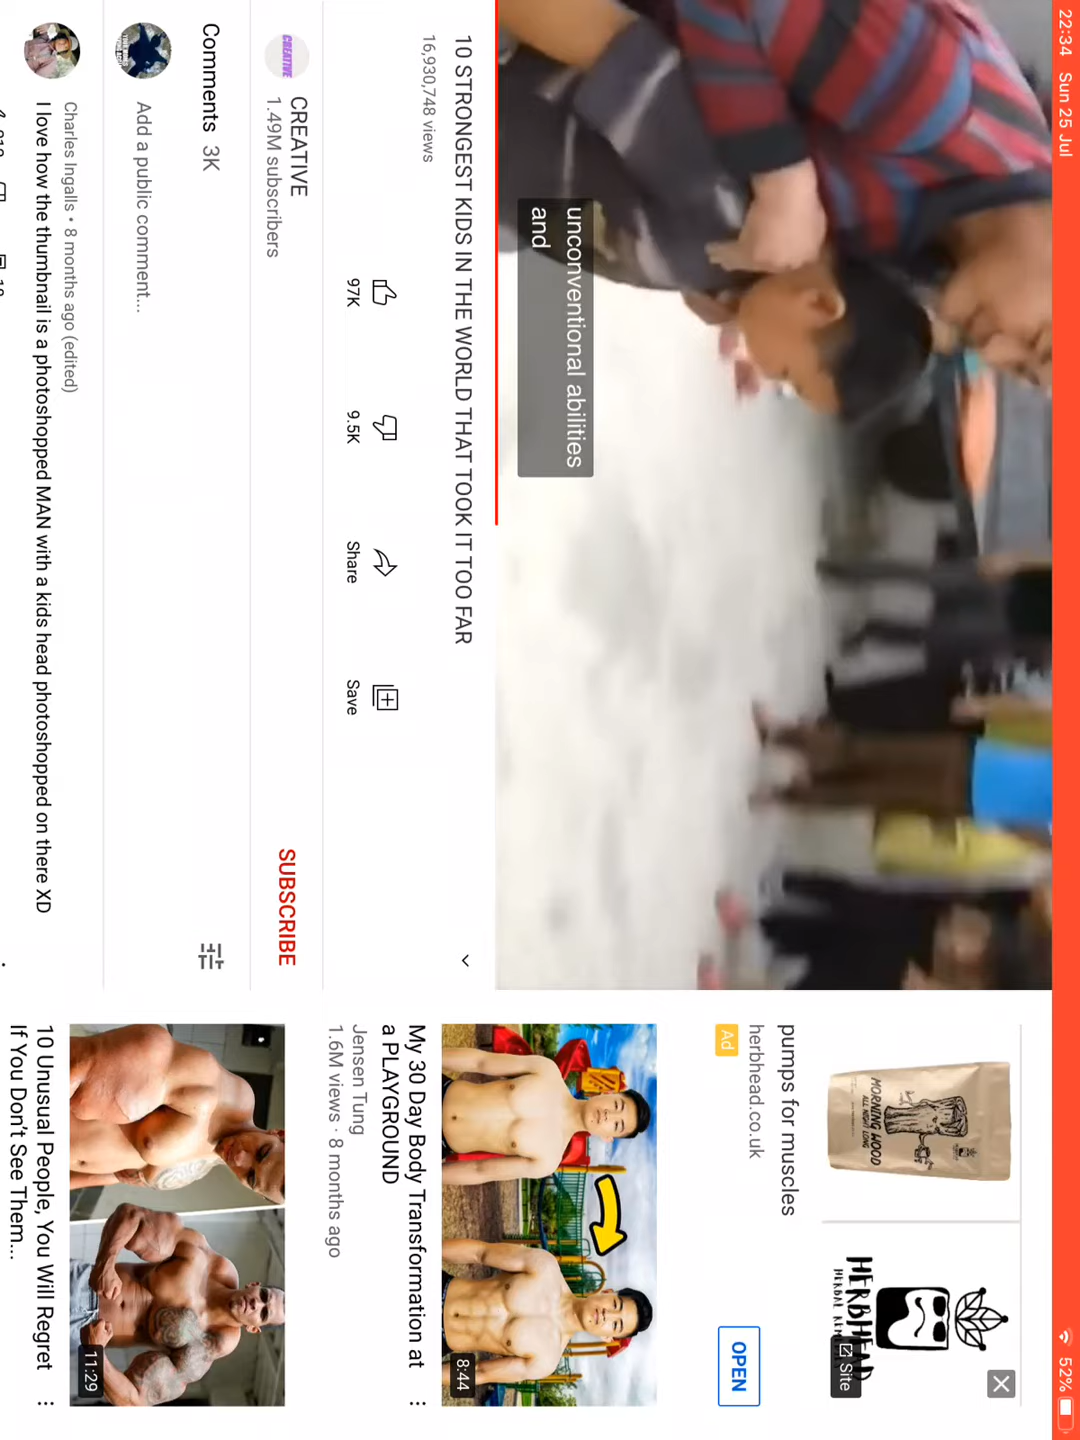 22:34 Sun 25 Jul
52%
unconventional abilities
and
10 STRONGEST KIDS IN THE WORLD THAT TOOK IT TOO FAR
16,930,748 views
97K
9.5K
Share
Save
CREATIVE
CREATIVE
1.49M subscribers
SUBSCRIBE
Comments 3K
Add a public comment...
Charles Ingalls • 8 months ago (edited)
I love how the thumbnail is a photoshopped MAN with a kids head photoshopped on there XD
MORNING WOOD
ALL NIGHT LONG
HERBHEAD
Site
pumps for muscles
herbhead.co.uk
Ad
OPEN
8:44
My 30 Day Body Transformation at
a PLAYGROUND
Jensen Tung
1.6M views · 8 months ago
11:29
10 Unusual People, You Will Regret
If You Don't See Them...